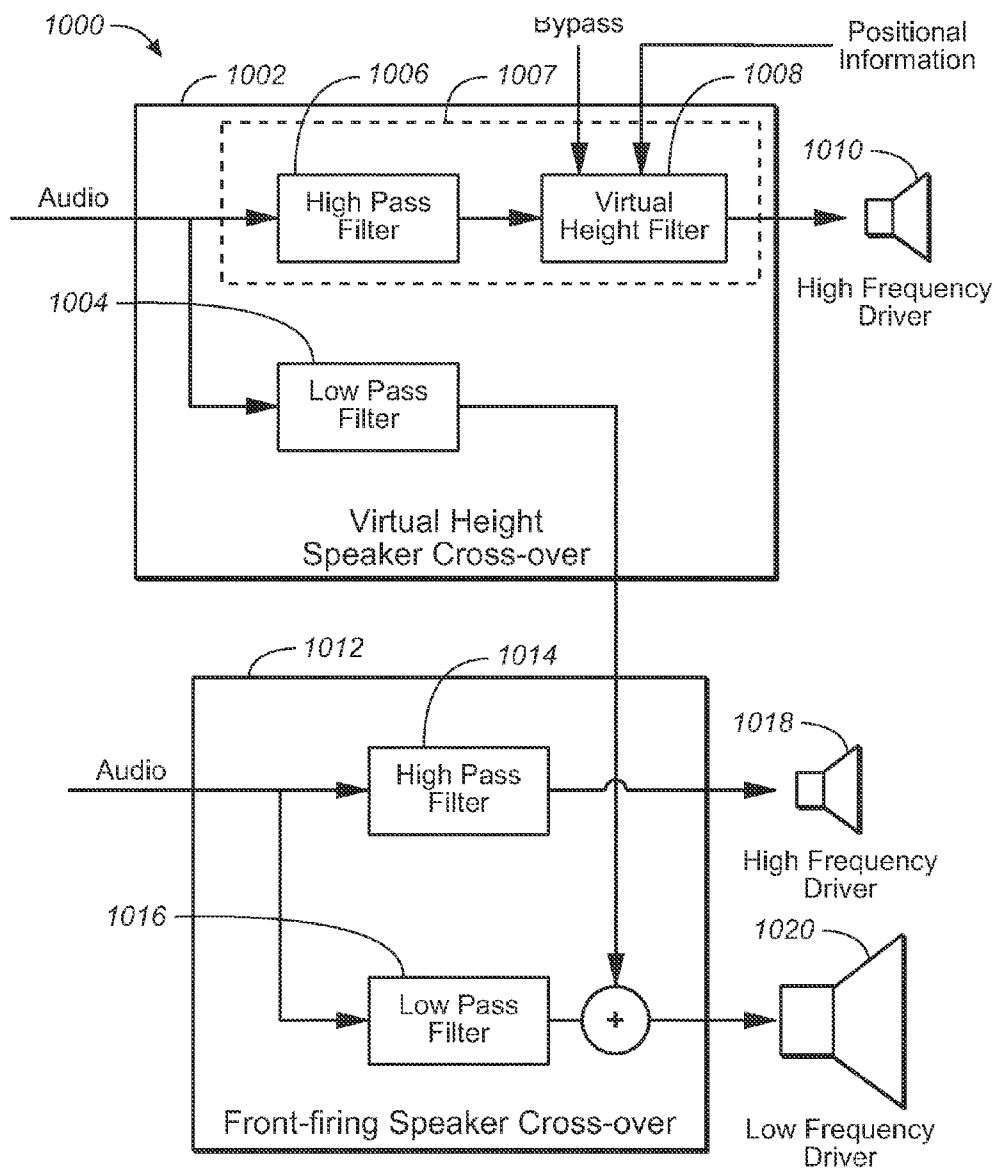 1000
Bypass
Positional
Information
1002
1006
1007
1008
1010
Audio
High Pass
Filter
Virtual
Height Filter
High Frequency
Driver
1004
Low Pass
Filter
Virtual Height
Speaker Cross-over
1012
1014
1018
Audio
High Pass
Filter
High Frequency
Driver
1016
1020
Low Pass
Filter
+
Front-firing Speaker Cross-over
Low Frequency
Driver